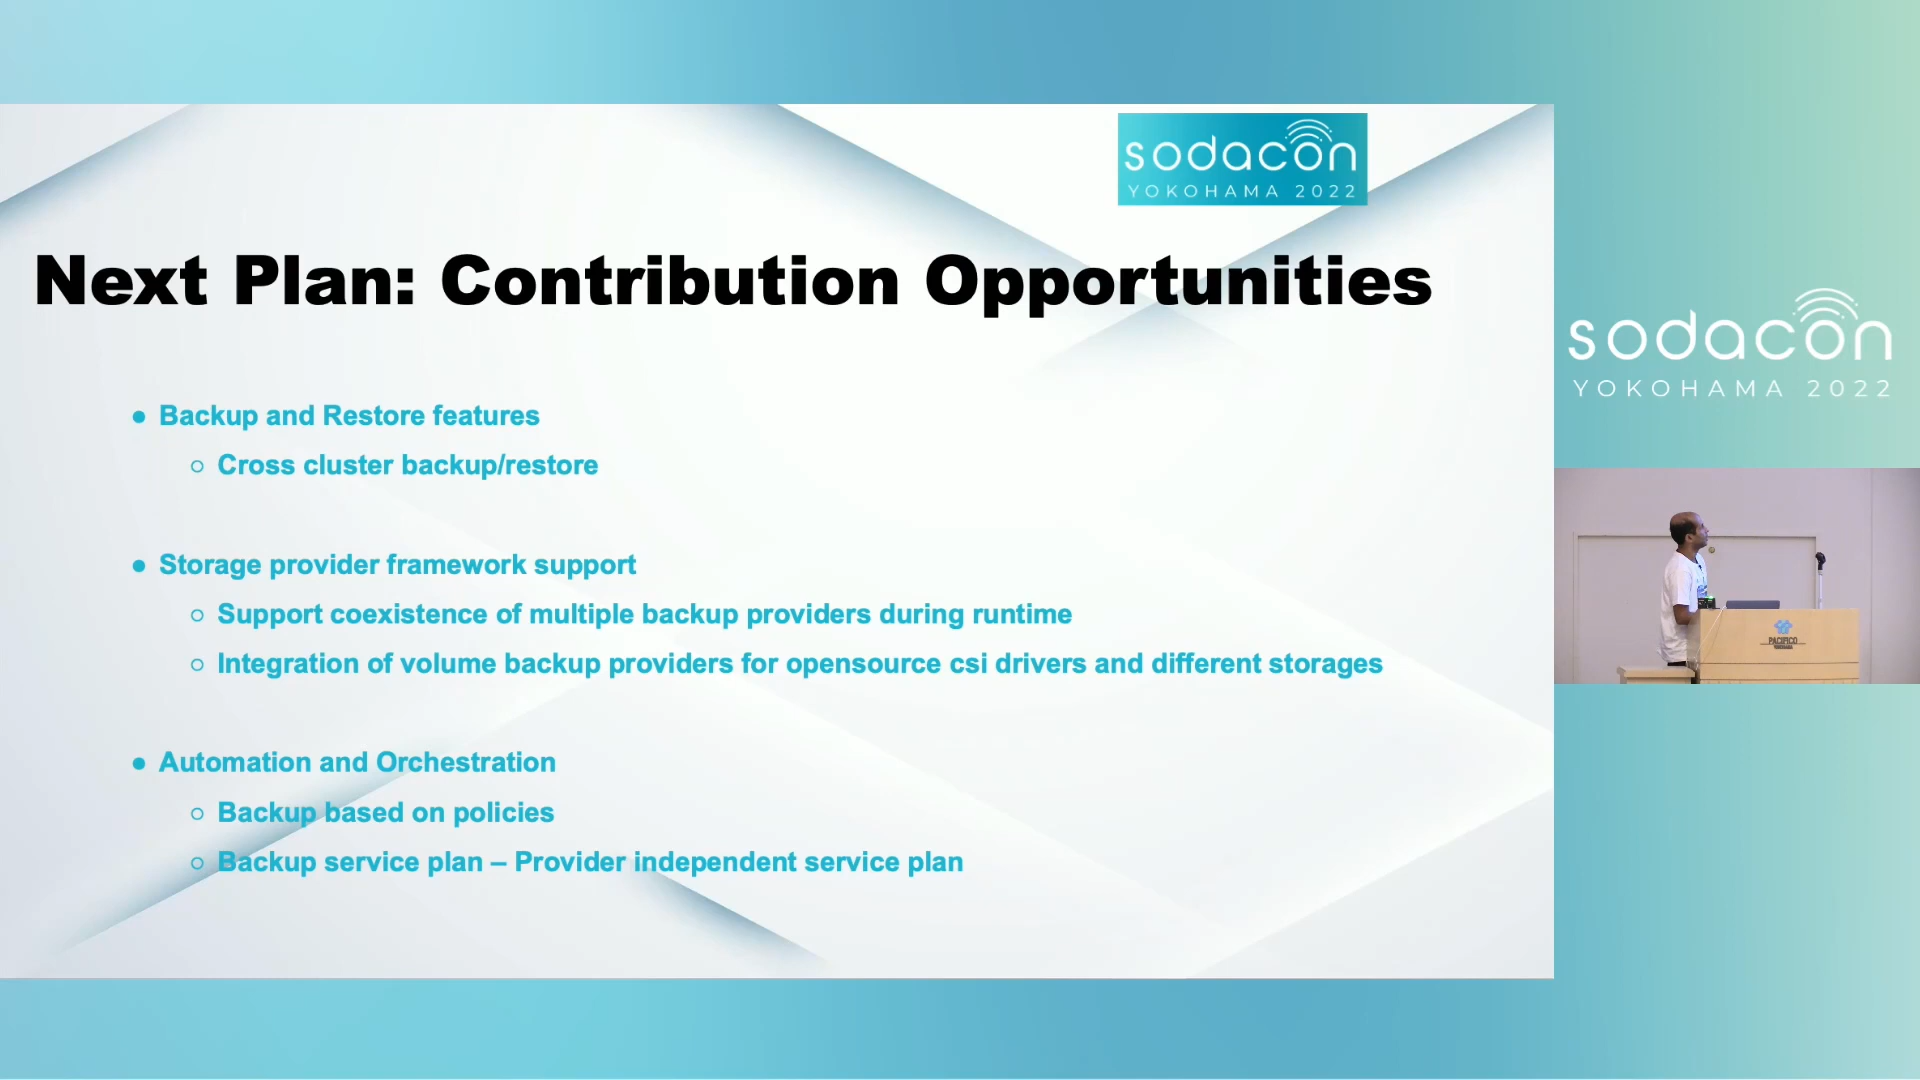 sodacon
YOKOHAMA 2022
Next Plan: Contribution Opportunities
● Backup and Restore features
○ Cross cluster backup/restore
● Storage provider framework support
○ Support coexistence of multiple backup providers during runtime
○ Integration of volume backup providers for opensource csi drivers and different storages
● Automation and Orchestration
○ Backup based on policies
○ Backup service plan – Provider independent service plan
sodacon
YOKOHAMA 2022
PACIFICO
YOKOHAMA